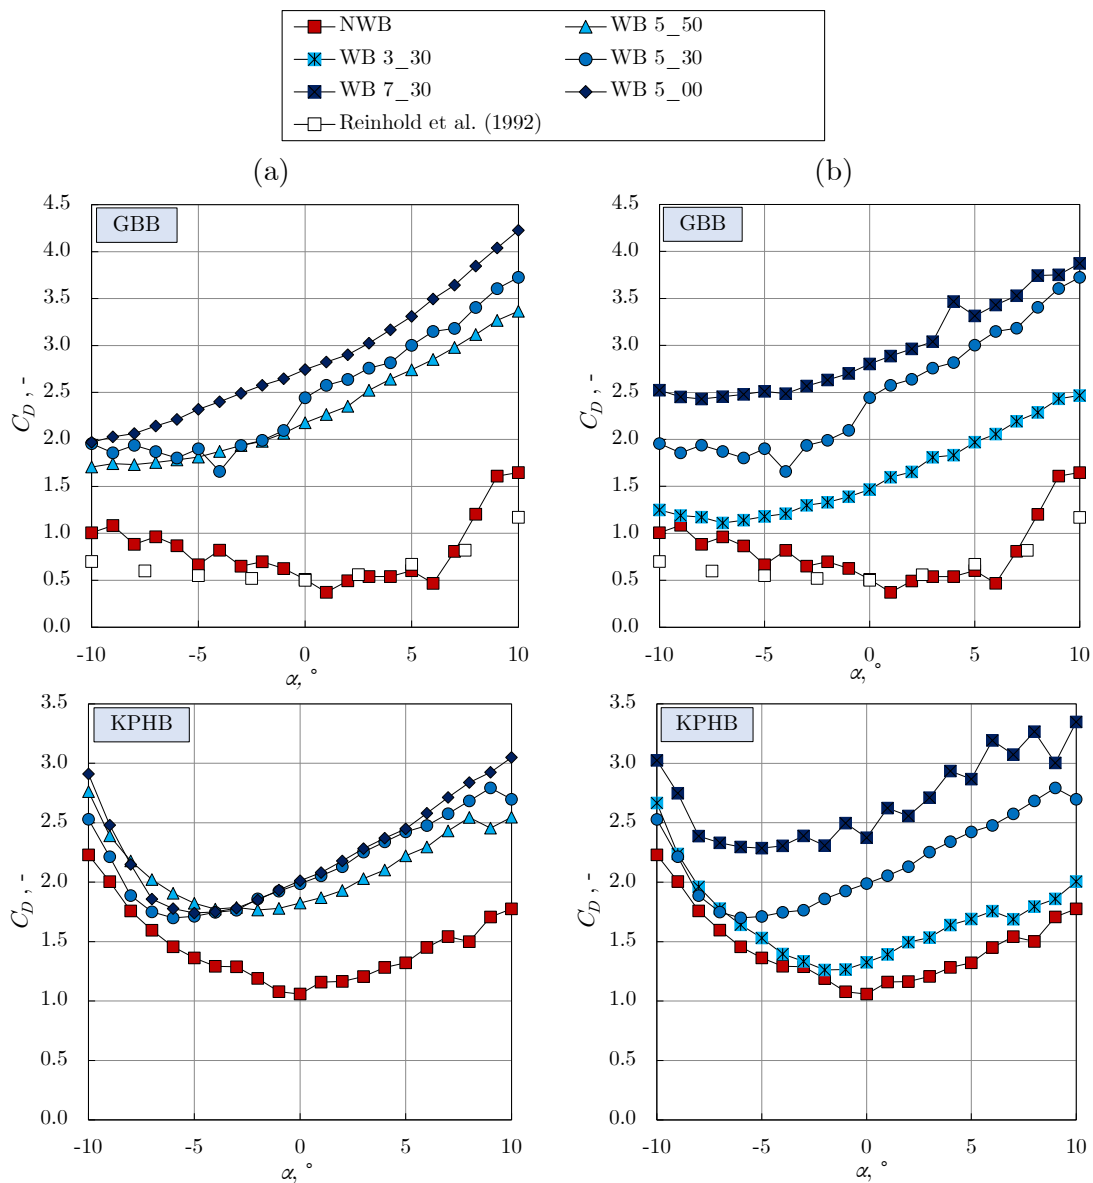 NWB WB 5_50
WB 3_30 WB 5_30
WB 7_30 WB 5_00
Reinhold et al. (1992)
(a) (b)
GBB
4.5
4.0
3.5
3.0
2.5
2.0
1.5
1.0
0.5
0.0
C_D, -
-10 -5 0 5 10
α, °
GBB
4.5
4.0
3.5
3.0
2.5
2.0
1.5
1.0
0.5
0.0
C_D, -
-10 -5 0 5 10
α, °
KPHB
3.5
3.0
2.5
2.0
1.5
1.0
0.5
0.0
C_D, -
-10 -5 0 5 10
α, °
KPHB
3.5
3.0
2.5
2.0
1.5
1.0
0.5
0.0
C_D, -
-10 -5 0 5 10
α, °